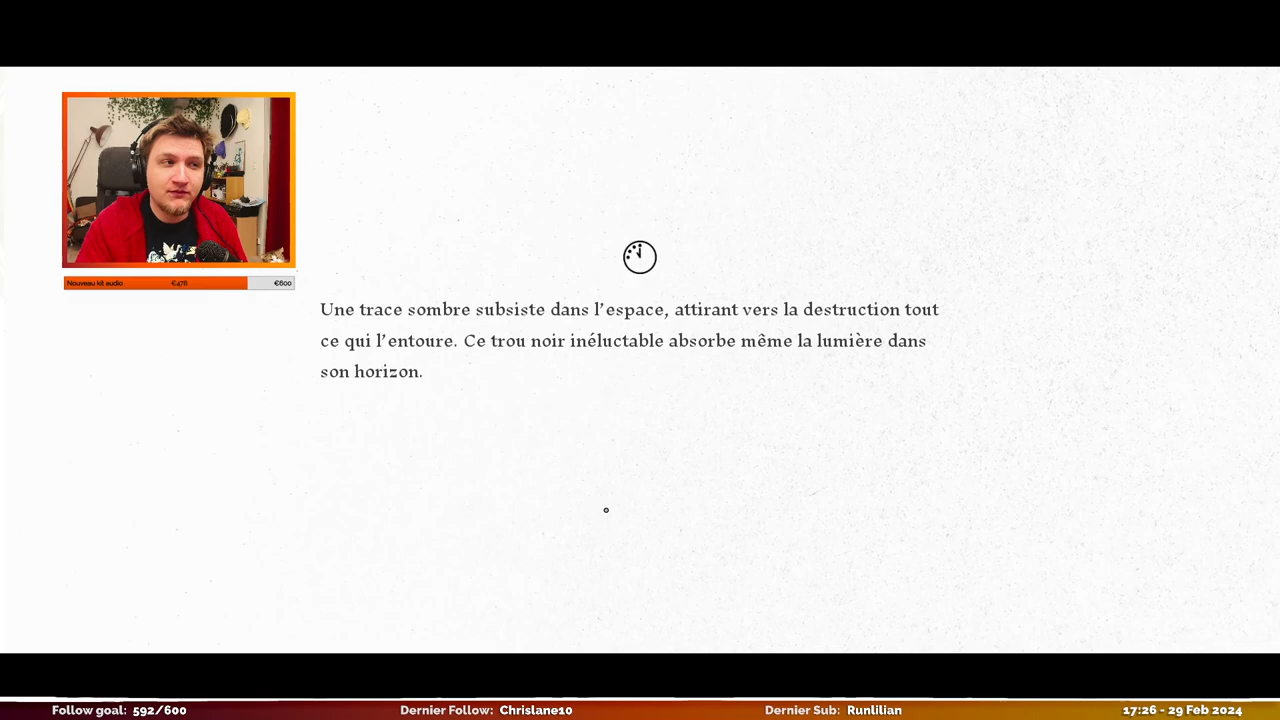 Nouveau kit audio €476 €600
Une trace sombre subsiste dans l'espace, attirant vers la destruction tout
ce qui l'entoure. Ce trou noir inéluctable absorbe même la lumière dans
son horizon.
Follow goal: 592/600 Dernier Follow: Chrislane10 Dernier Sub: Runlilian 17:26 - 29 Feb 2024